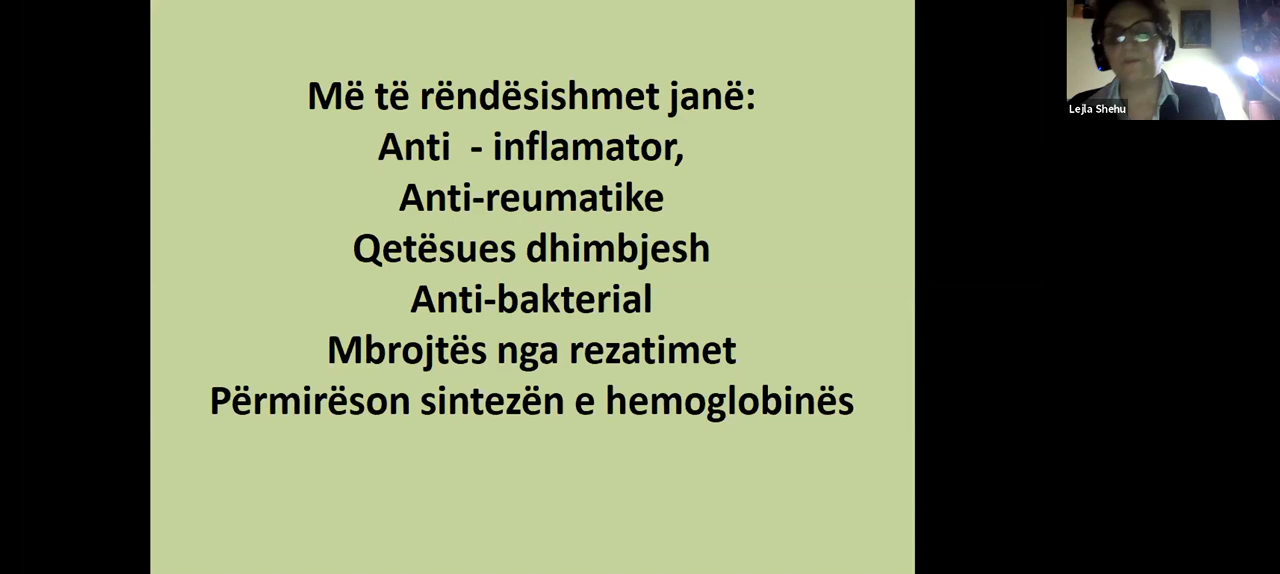 Më të rëndësishmet janë:
Anti  - inflamator,
Anti-reumatike
Qetësues dhimbjesh
Anti-bakterial
Mbrojtës nga rezatimet
Përmirëson sintezën e hemoglobinës
Lejla Shehu